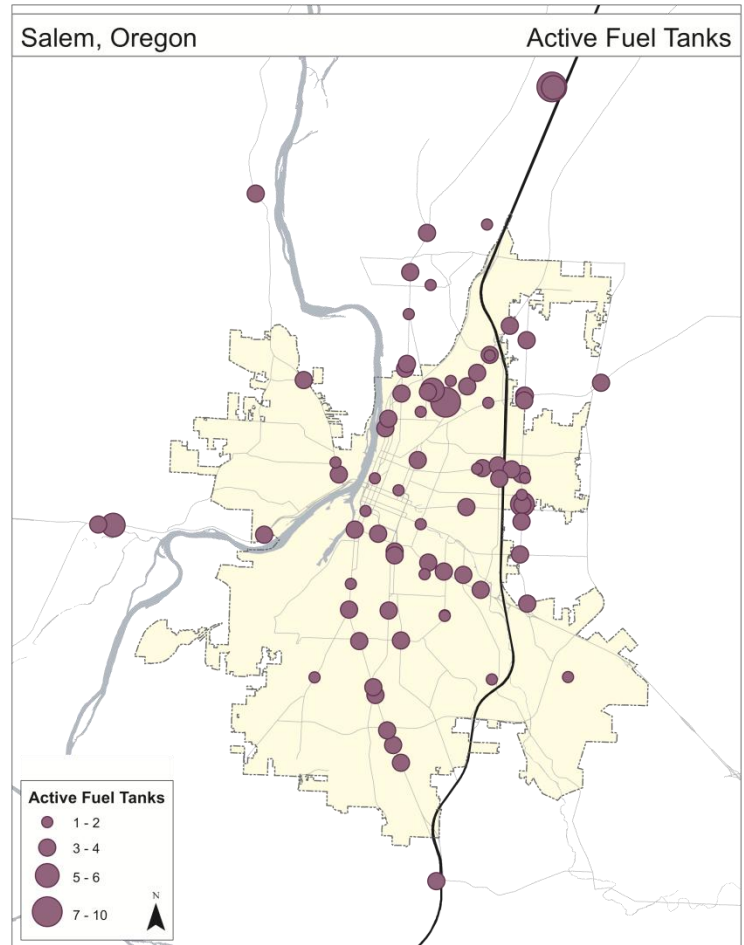 Salem, Oregon
Active Fuel Tanks
Active Fuel Tanks
1 - 2
3 - 4
5 - 6
7 - 10
N